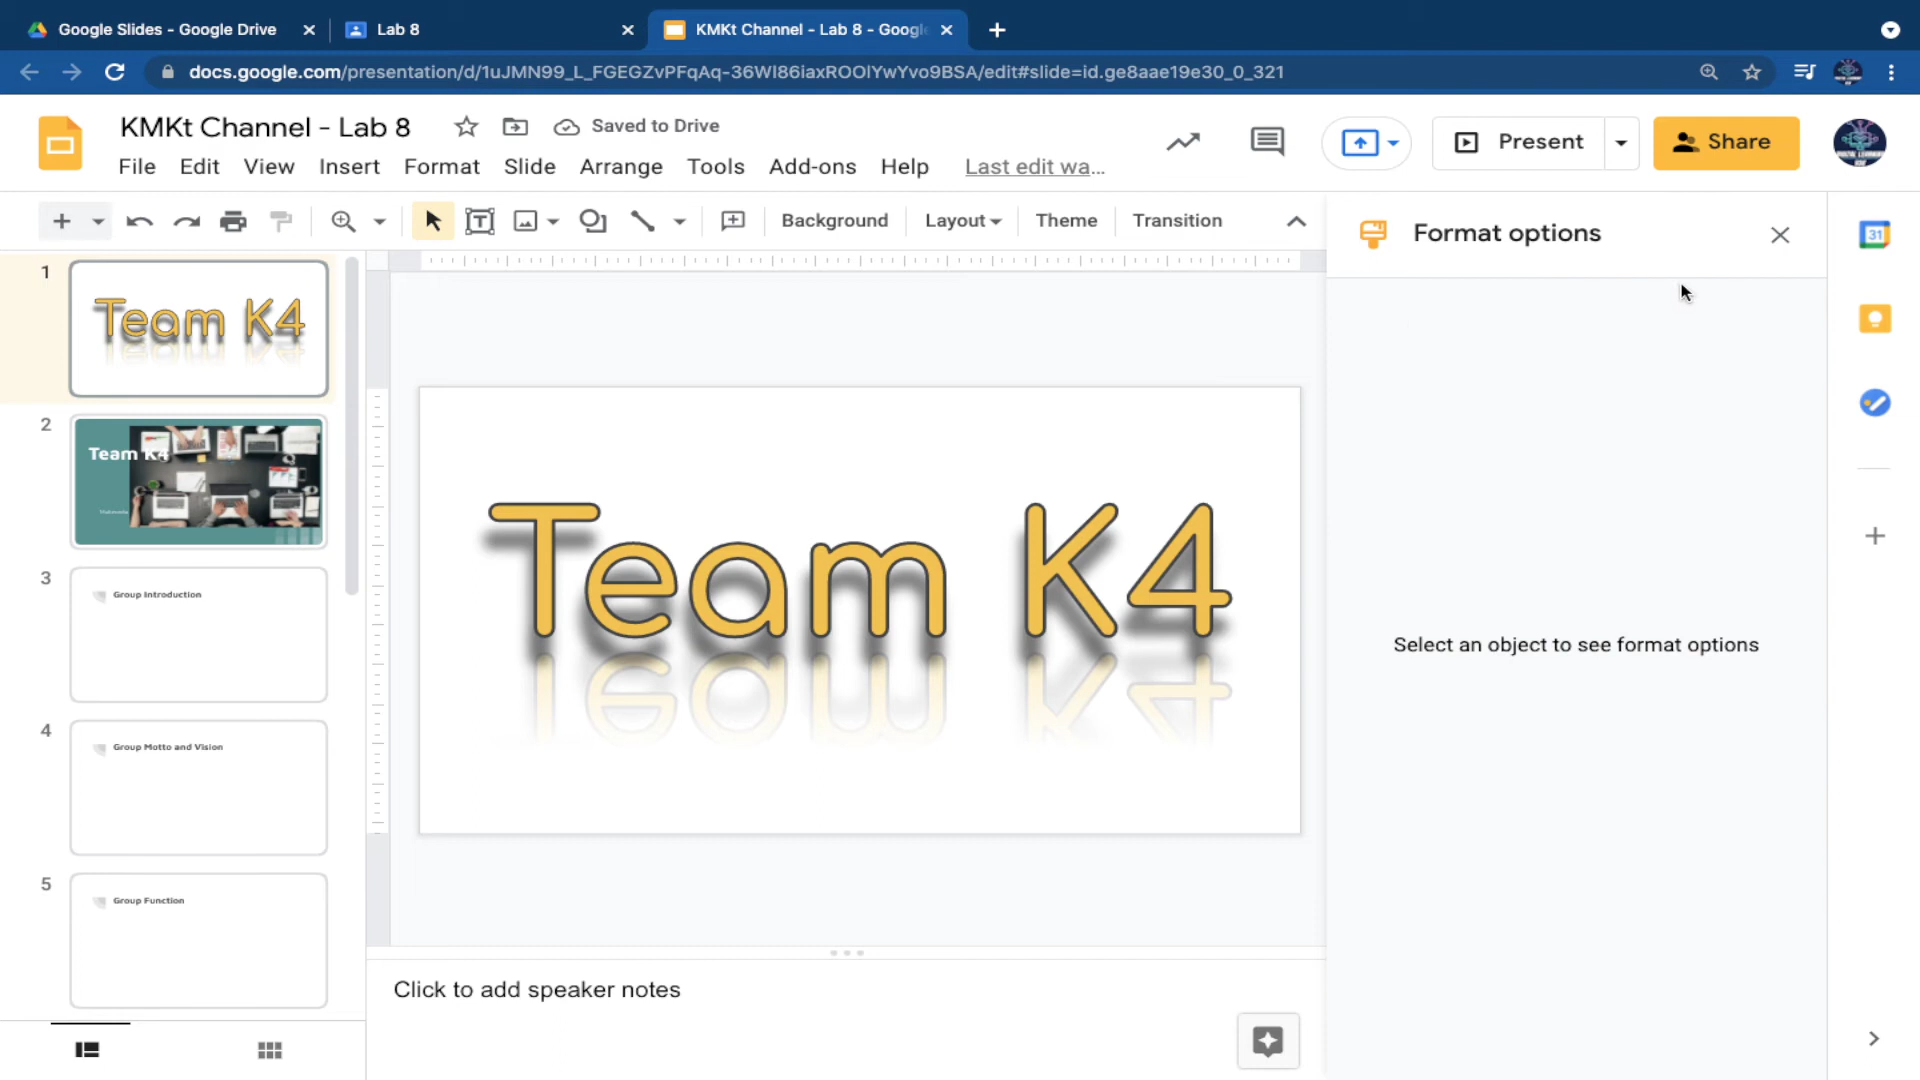 Google Slides - Google Drive
Lab 8
KMKt Channel - Lab 8 - Googl
docs.google.com/presentation/d/1uJMN99_L_FGEGZvPFqAq-36Wl86iaxROOlYwYvo9BSA/edit#slide=id.ge8aae19e30_0_321
KMKt Channel - Lab 8
Saved to Drive
File Edit View Insert Format Slide Arrange Tools Add-ons Help Last edit wa...
Present
Share
Background
Layout
Theme
Transition
Format options
31
1
Team K4
2
Team K4
3
Group Introduction
4
Group Motto and Vision
5
Group Function
Team K4
Select an object to see format options
Click to add speaker notes